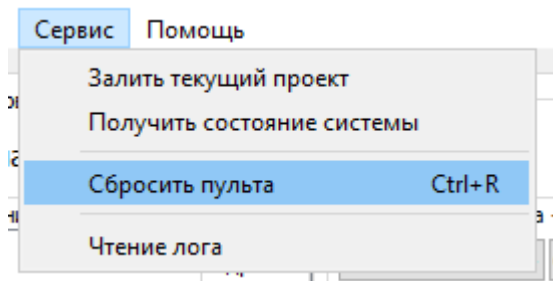 Сервис Помощь
Залить текущий проект
Получить состояние системы
Сбросить пульта Ctrl+R
Чтение лога